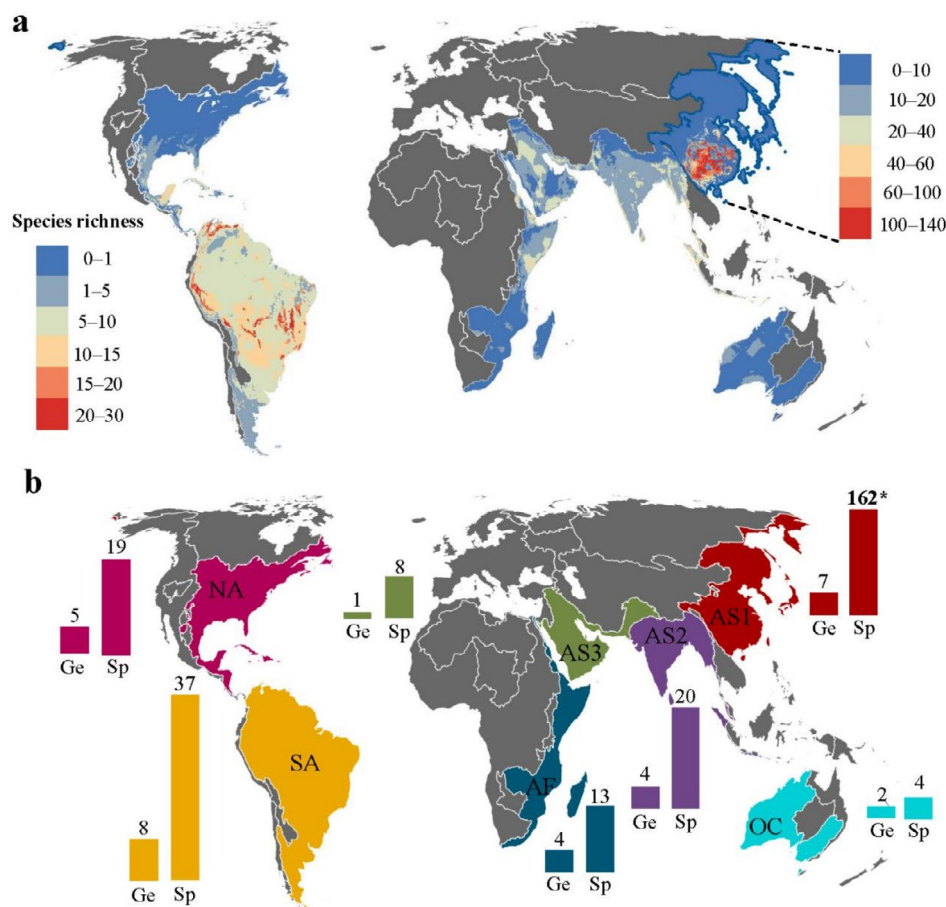 a
0–10
10–20
20–40
40–60
60–100
100–140
Species richness
0–1
1–5
5–10
10–15
15–20
20–30
b
162*
19
NA
5
Ge
Sp
8
1
Ge
Sp
AS3
AS2
AS1
7
Ge
Sp
37
SA
8
Ge
Sp
AF
13
4
Ge
Sp
20
4
Ge
Sp
OC
2
4
Ge
Sp